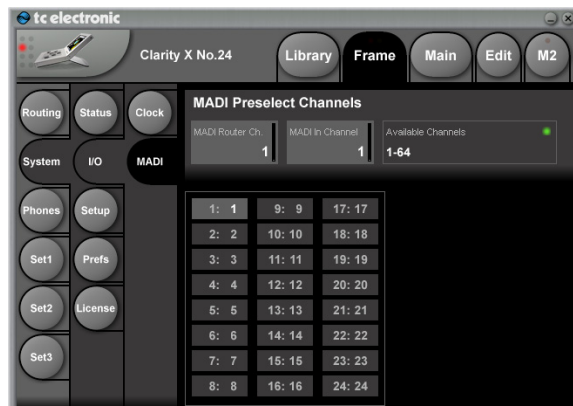 tc electronic
Clarity X No.24
Library
Frame
Main
Edit
M2
Routing
Status
Clock
System
I/O
MADI
Phones
Setup
Set1
Prefs
Set2
License
Set3
MADI Preselect Channels
MADI Router Ch.
1
MADI In Channel
1
Available Channels
1-64
1: 1 9: 9 17: 17
2: 2 10: 10 18: 18
3: 3 11: 11 19: 19
4: 4 12: 12 20: 20
5: 5 13: 13 21: 21
6: 6 14: 14 22: 22
7: 7 15: 15 23: 23
8: 8 16: 16 24: 24